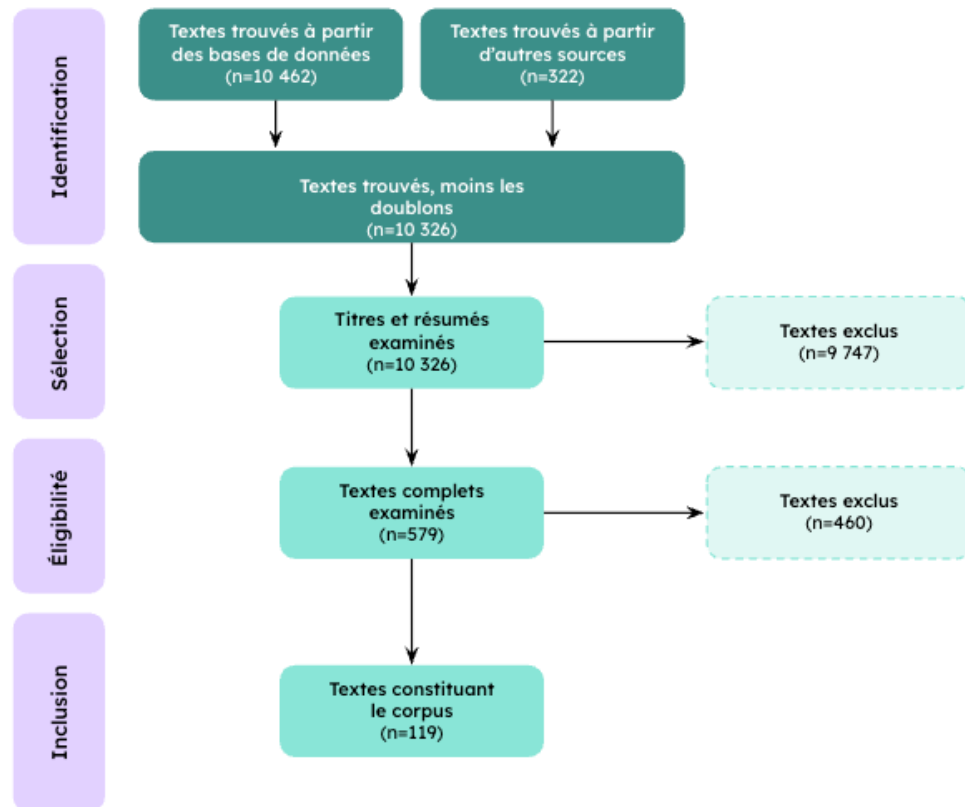 Identification
Textes trouvés à partir
des bases de données
(n=10 462)
Textes trouvés à partir
d'autres sources
(n=322)
Textes trouvés, moins les
doublons
(n=10 326)
Sélection
Titres et résumés
examinés
(n=10 326)
Textes exclus
(n=9 747)
Éligibilité
Textes complets
examinés
(n=579)
Textes exclus
(n=460)
Inclusion
Textes constituant
le corpus
(n=119)